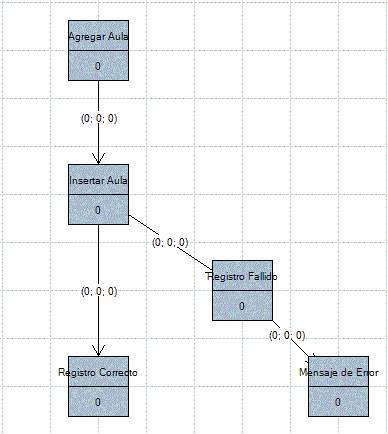 Agregar Aula
0
(0; 0; 0)
Insertar Aula
0
(0; 0; 0)
Registro Fallido
0
(0; 0; 0)
(0; 0; 0)
Registro Correcto
0
Mensaje de Error
0